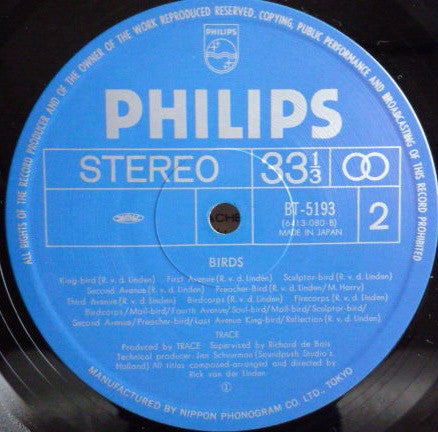 ALL RIGHTS OF THE RECORD PRODUCER AND OF THE OWNER OF THE WORK REPRODUCED RESERVED. COPYING, PUBLIC PERFORMANCE AND BROADCASTING OF THIS RECORD PROHIBITED
PHILIPS
PHILIPS
STEREO 33 1/3
BT-5193
(6413-080-B)
MADE IN JAPAN
2
BIRDS
King-bird (R. v. d. Linden) First Avenue (R. v. d. Linden) Sculptor-bird (R. v. d. Linden)
Second Avenue (R. v. d. Linden) Preacher-Bird (R. v. d. Linden/M. Harry)
Third Avenue (R. v. d. Linden) Birdcorps (R. v. d. Linden) Firecorps (R. v. d. Linden)
Birdcorps/Mail-bird/Fourth Avenue/Soul-bird/Mail-bird/Sculptor-bird/
Second Avenue/Preacher-bird/Last Avenue King-bird/Reflection (R. v. d. Linden)
TRACE
Produced by TRACE Supervised by Richard de Bois
Technical producer: Jan Schuurman (Soundpush Studio's,
Holland) All titles composed-arranged and directed by
Rick van der Linden
①
MANUFACTURED BY NIPPON PHONOGRAM CO. LTD., TOKYO